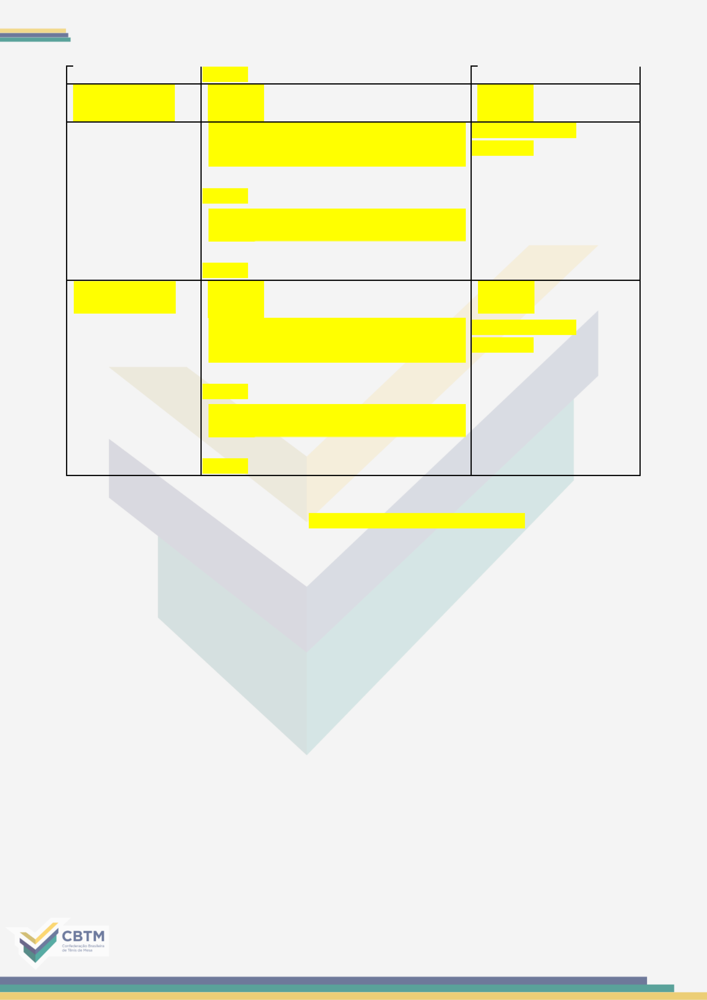 CBTM
Confederação Brasileira
de Tênis de Mesa